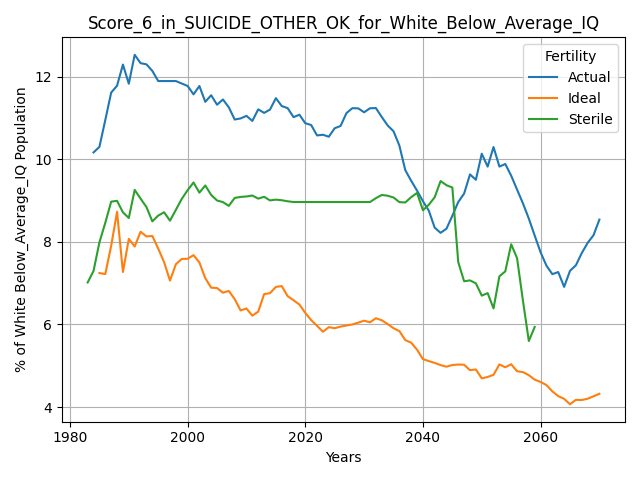 Score_6_in_SUICIDE_OTHER_OK_for_White_Below_Average_IQ
% of White Below_Average_IQ Population
12
10
8
6
4
Fertility
Actual
Ideal
Sterile
1980
2000
2020
2040
2060
Years